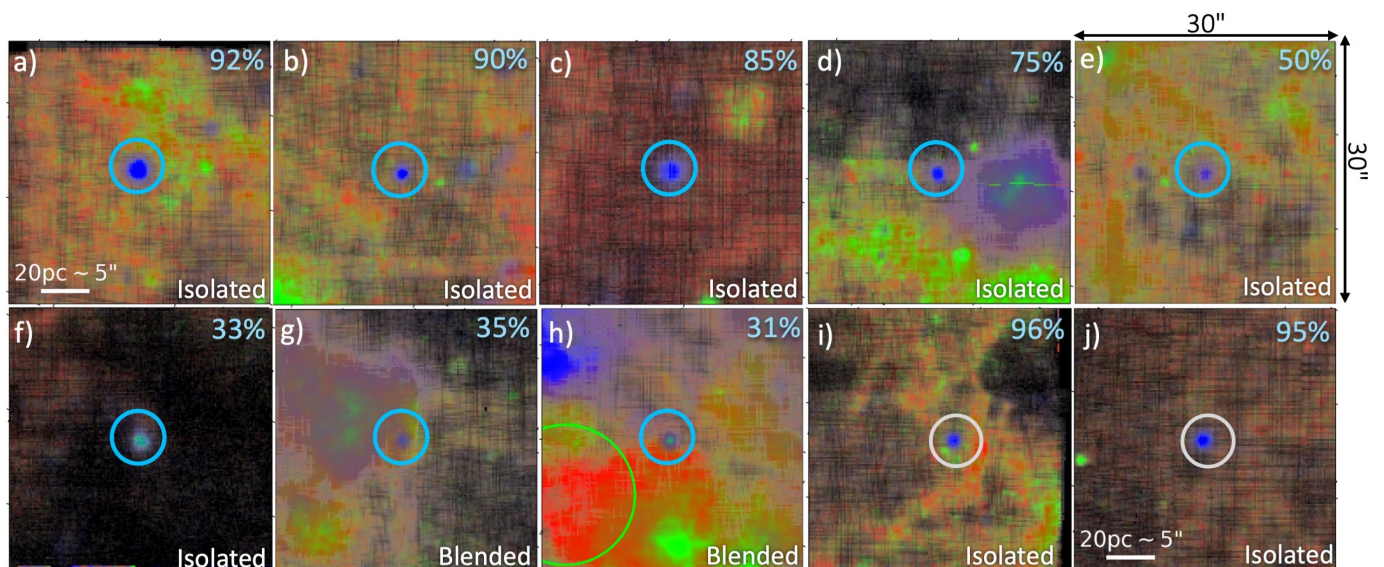 30"
a) 92%
b) 90%
c) 85%
d) 75%
e) 50%
30"
20pc ~ 5"
Isolated
Isolated
Isolated
Isolated
Isolated
f) 33%
g) 35%
h) 31%
i) 96%
j) 95%
20pc ~ 5"
Isolated
Blended
Blended
Isolated
Isolated